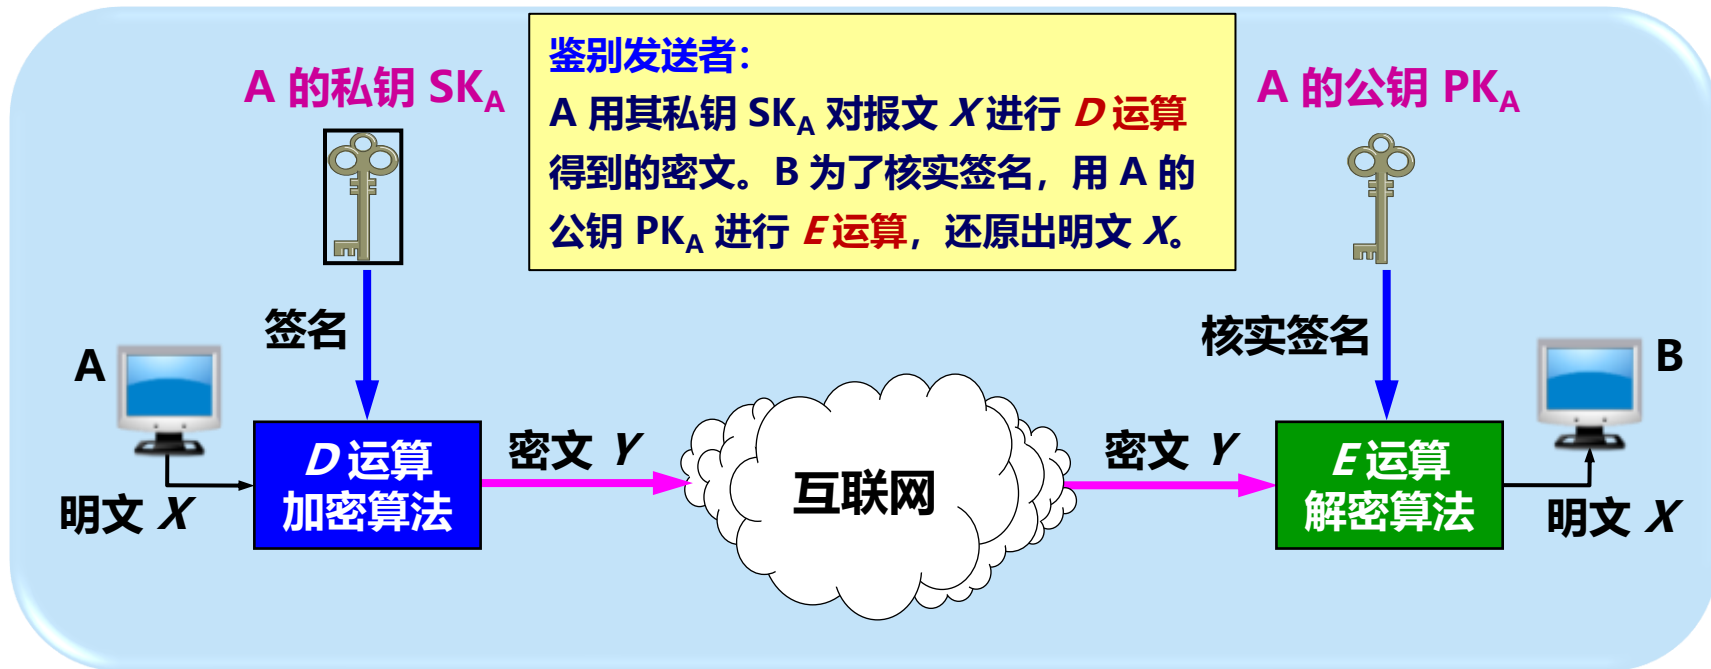 鉴别发送者：
A 用其私钥 SKA 对报文 X 进行 D 运算
得到的密文。B 为了核实签名，用 A 的
公钥 PKA 进行 E 运算，还原出明文 X。
A 的私钥 SKA
A 的公钥 PKA
签名
核实签名
A
B
D 运算
加密算法
密文 Y
互联网
密文 Y
E 运算
解密算法
明文 X
明文 X